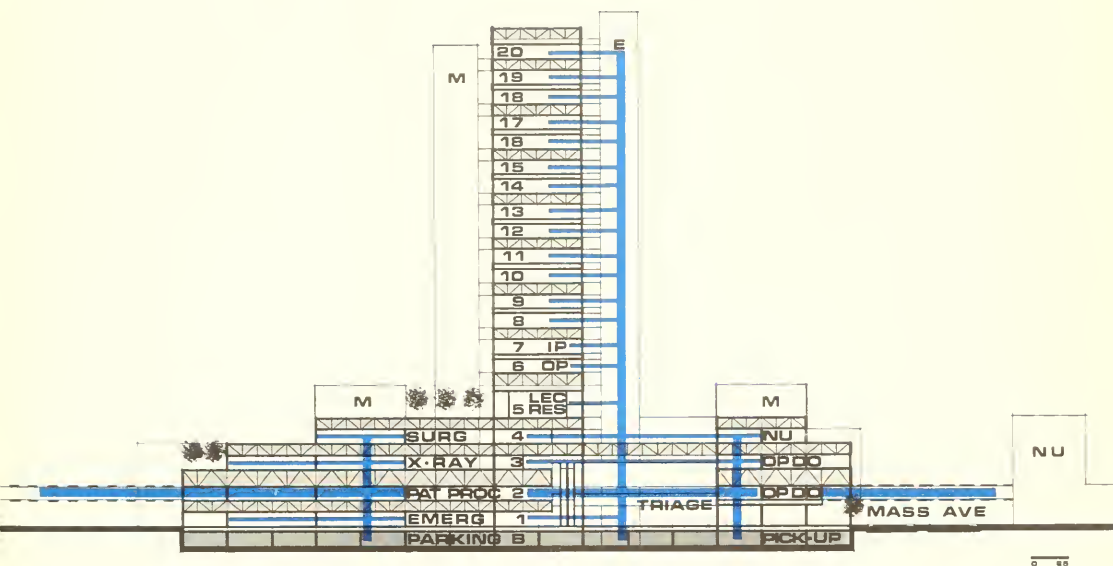 E
20
M
19
18
17
18
15
14
13
12
11
10
9
8
7 IP
6 OP
LEC
5 RES
M
M
SURG 4 NU
NU
X-RAY 3 OP DO
PAT PROC 2 OP DO
TRIAGE
MASS AVE
EMERG 1
PARKING B PICK-UP